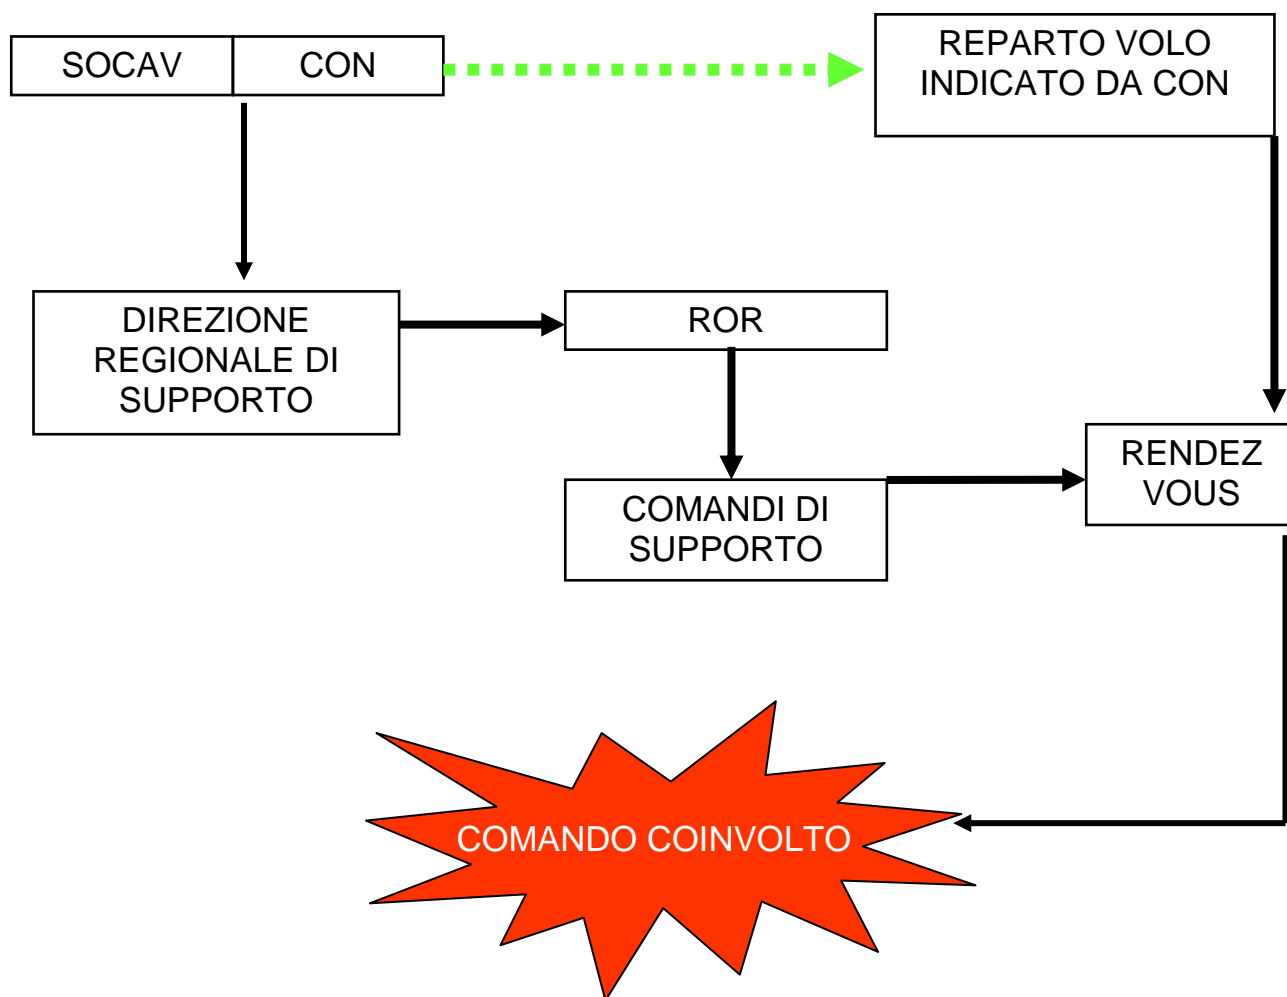 SOCAV
CON
REPARTO VOLO
INDICATO DA CON
DIREZIONE
REGIONALE DI
SUPPORTO
ROR
COMANDI DI
SUPPORTO
RENDEZ
VOUS
COMANDO COINVOLTO